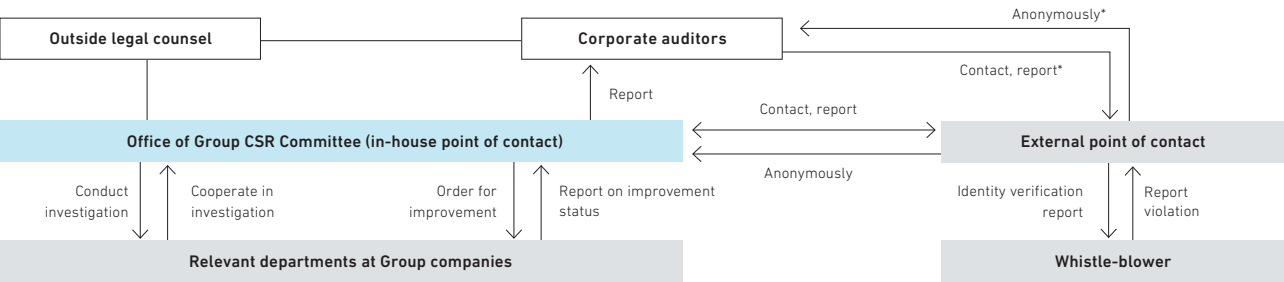 Anonymously*
Outside legal counsel
Corporate auditors
Contact, report*
Report
Contact, report
Office of Group CSR Committee (in-house point of contact)
External point of contact
Anonymously
Conduct
investigation
Cooperate in
investigation
Order for
improvement
Report on improvement
status
Identity verification
report
Report
violation
Relevant departments at Group companies
Whistle-blower